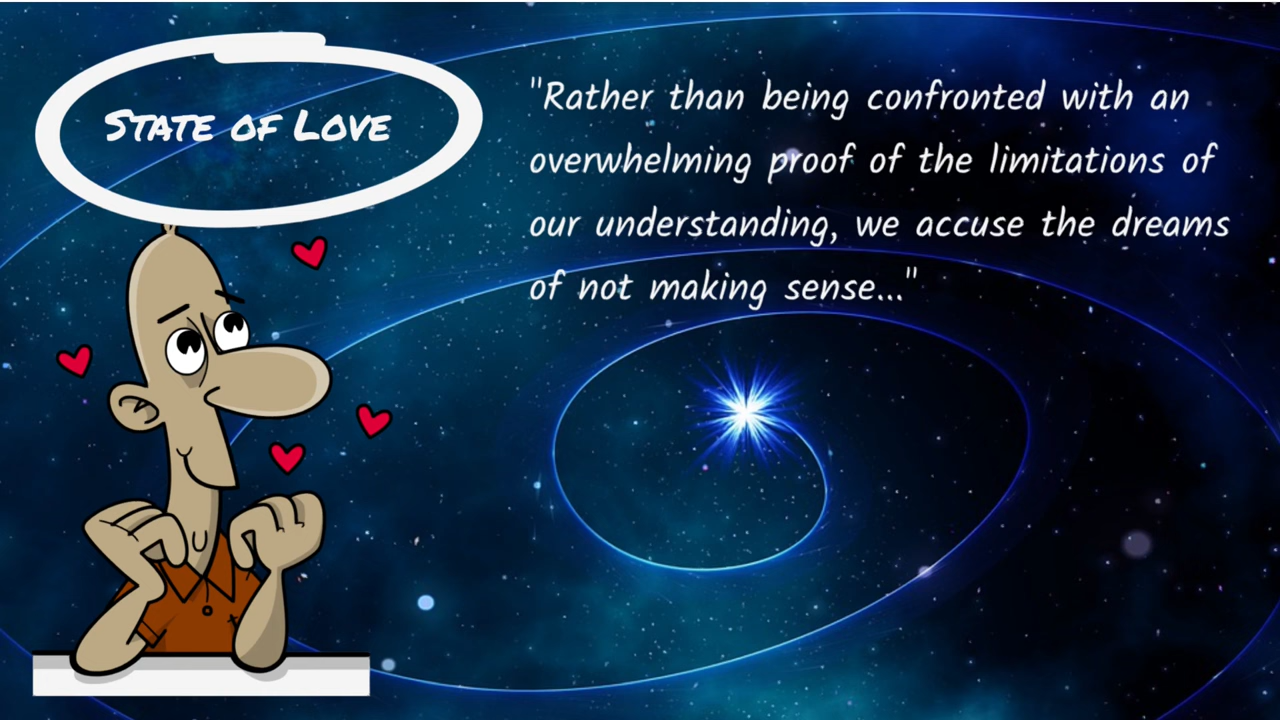 State of Love
"Rather than being confronted with an
overwhelming proof of the limitations of
our understanding, we accuse the dreams
of not making sense..."